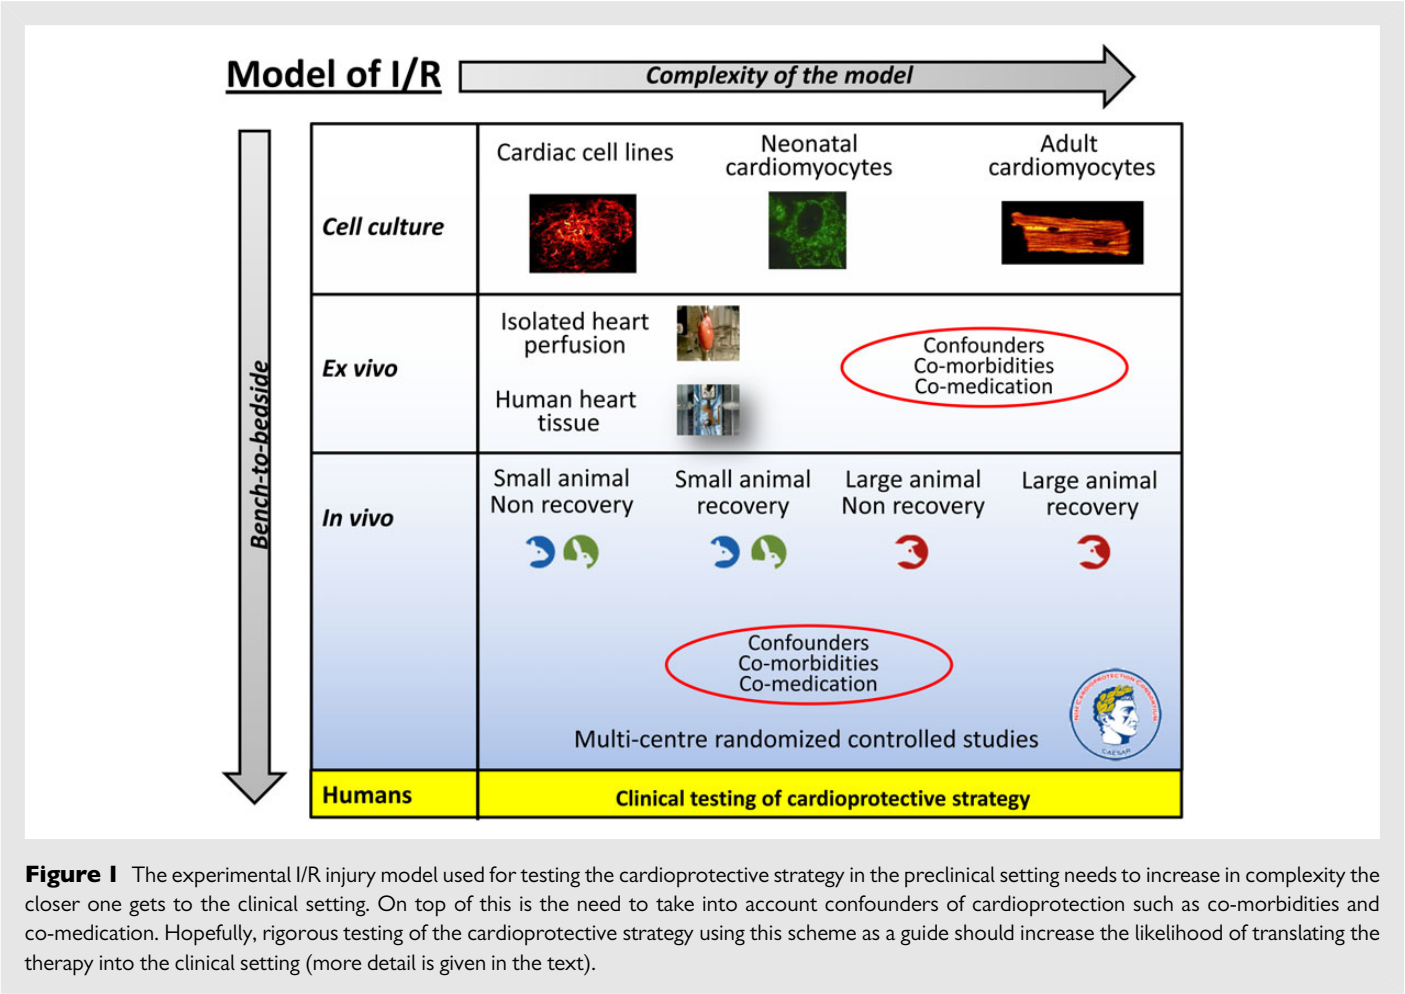 Model of I/R
Complexity of the model
Bench-to-bedside
Cell culture
Cardiac cell lines
Neonatal
cardiomyocytes
Adult
cardiomyocytes
Ex vivo
Isolated heart
perfusion
Human heart
tissue
Confounders
Co-morbidities
Co-medication
In vivo
Small animal
Non recovery
Small animal
recovery
Large animal
Non recovery
Large animal
recovery
Confounders
Co-morbidities
Co-medication
Multi-centre randomized controlled studies
NIH CARDIOPROTECTION CONSORTIUM
CAESAR
Humans
Clinical testing of cardioprotective strategy
Figure 1 The experimental I/R injury model used for testing the cardioprotective strategy in the preclinical setting needs to increase in complexity the
closer one gets to the clinical setting. On top of this is the need to take into account confounders of cardioprotection such as co-morbidities and
co-medication. Hopefully, rigorous testing of the cardioprotective strategy using this scheme as a guide should increase the likelihood of translating the
therapy into the clinical setting (more detail is given in the text).